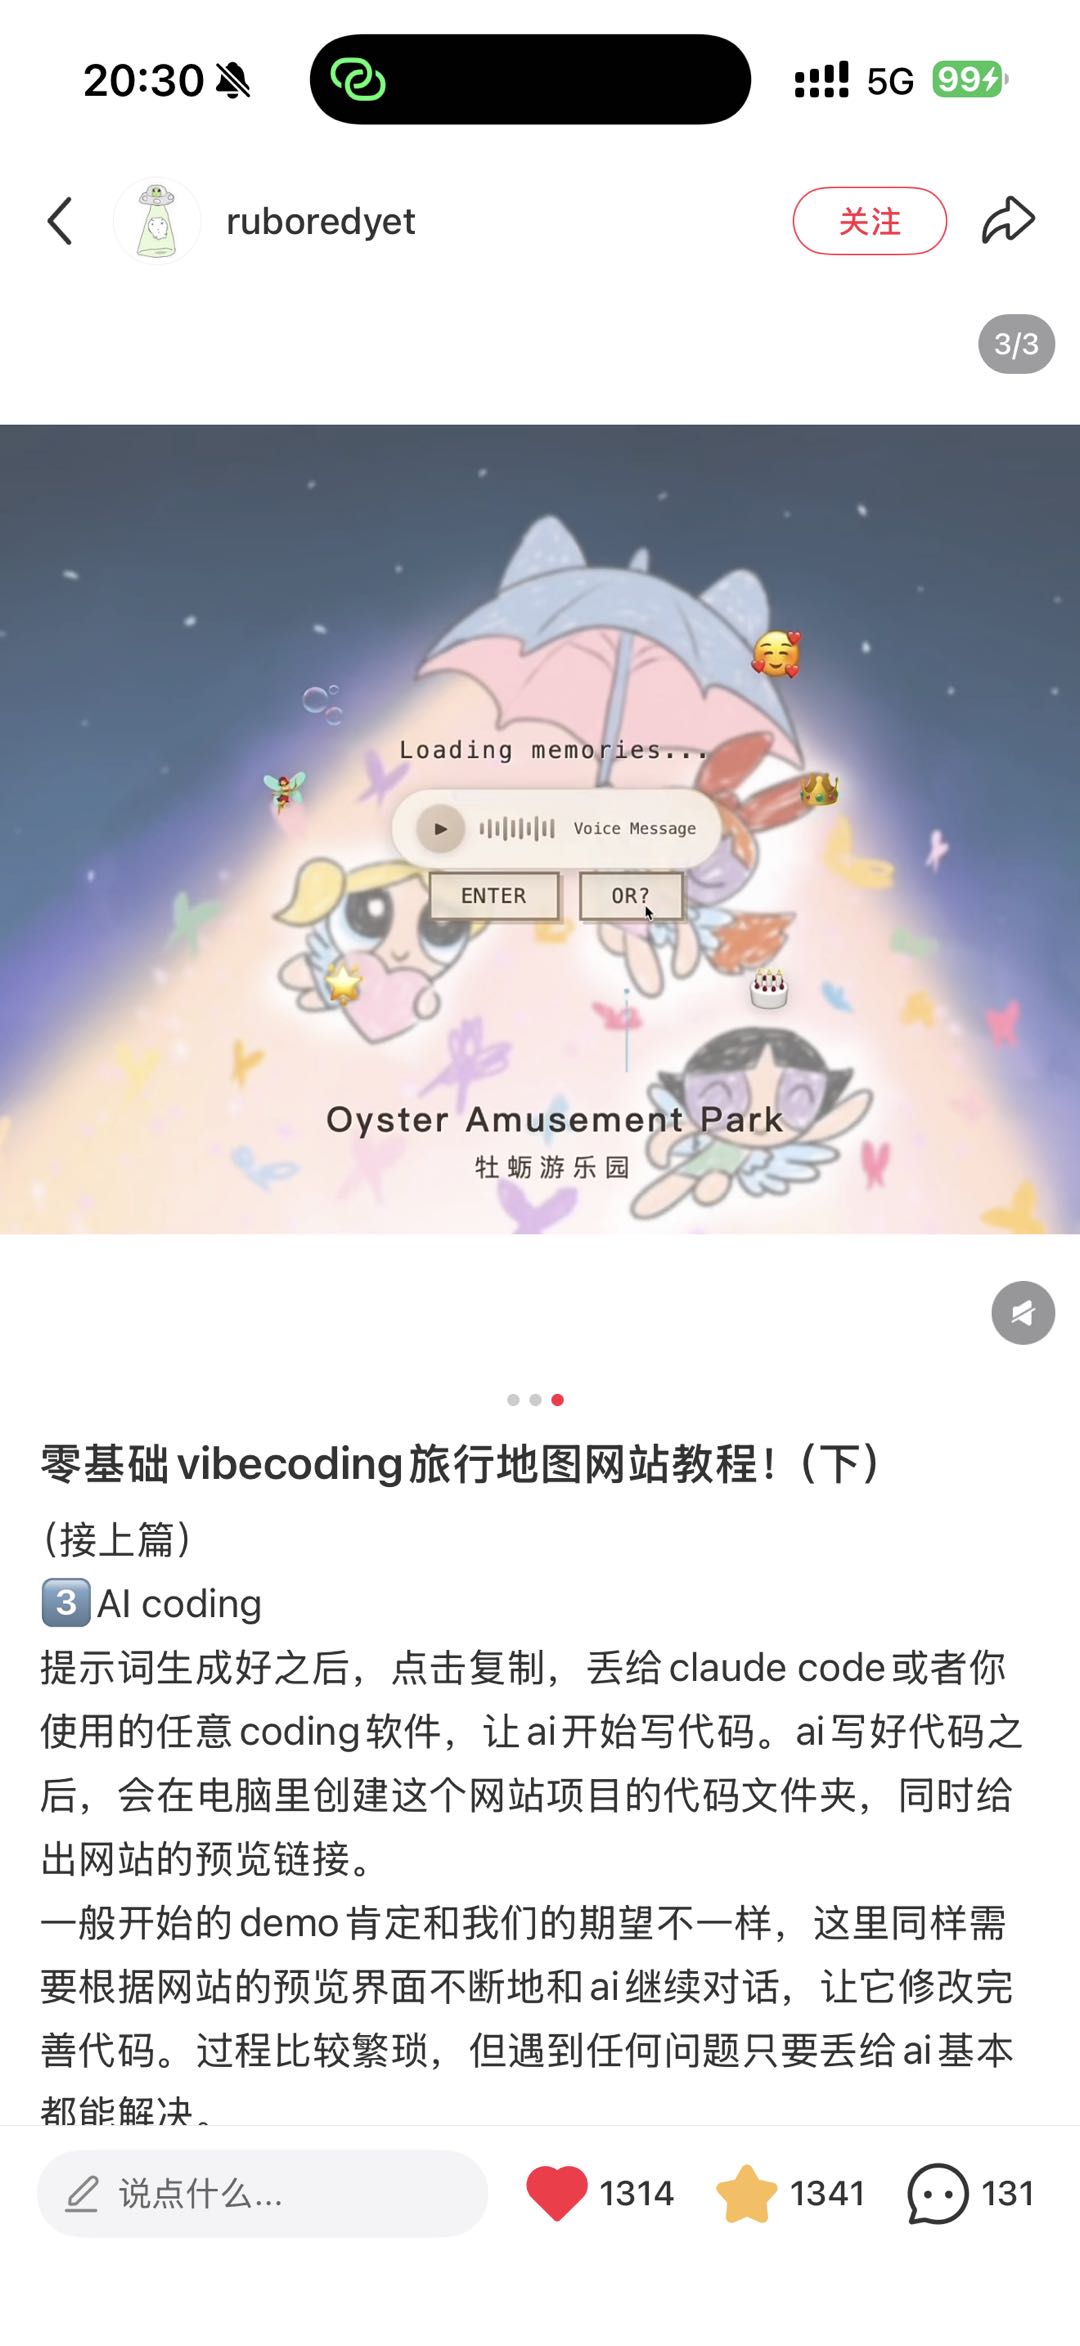 20:30
5G
99
ruboredyet
关注
3/3
Loading memories...
Voice Message
ENTER
OR?
Oyster Amusement Park
牡蛎游乐园
零基础vibecoding旅行地图网站教程！（下）
（接上篇）
3 AI coding
提示词生成好之后，点击复制，丢给claude code或者你
使用的任意coding软件，让ai开始写代码。ai写好代码之
后，会在电脑里创建这个网站项目的代码文件夹，同时给
出网站的预览链接。
一般开始的demo肯定和我们的期望不一样，这里同样需
要根据网站的预览界面不断地和ai继续对话，让它修改完
善代码。过程比较繁琐，但遇到任何问题只要丢给ai基本
都能解决。
说点什么...
1314
1341
131